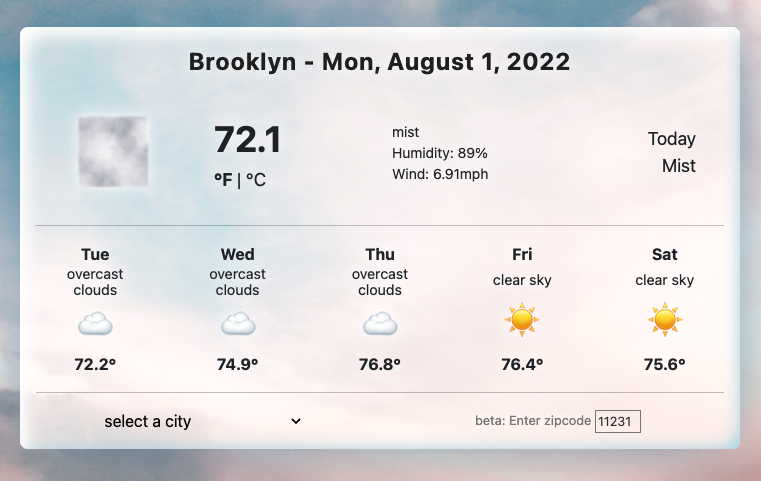 Brooklyn - Mon, August 1, 2022
72.1
°F | °C
mist
Humidity: 89%
Wind: 6.91mph
Today
Mist
Tue
overcast
clouds
72.2°
Wed
overcast
clouds
74.9°
Thu
overcast
clouds
76.8°
Fri
clear sky
76.4°
Sat
clear sky
75.6°
select a city
beta: Enter zipcode 11231